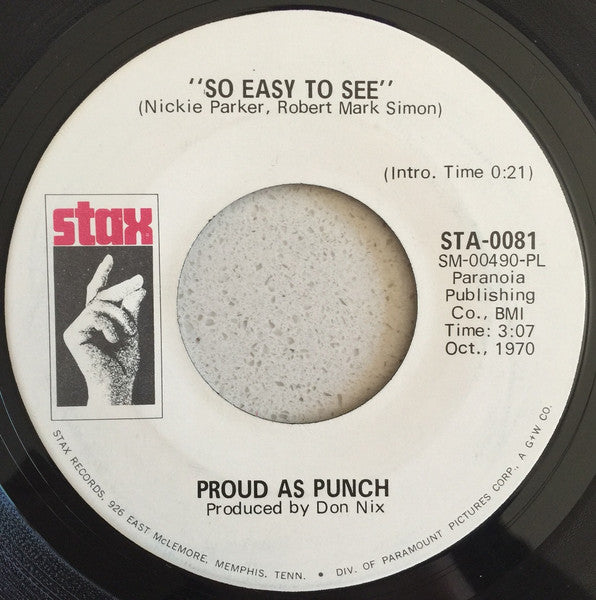 "SO EASY TO SEE"
(Nickie Parker, Robert Mark Simon)
(Intro. Time 0:21)
stax
STA-0081
SM-00490-PL
Paranoia
Publishing
Co., BMI
Time: 3:07
Oct., 1970
PROUD AS PUNCH
Produced by Don Nix
STAX RECORDS, 926 EAST McLEMORE, MEMPHIS, TENN. • DIV. OF PARAMOUNT PICTURES CORP., A G+W CO.